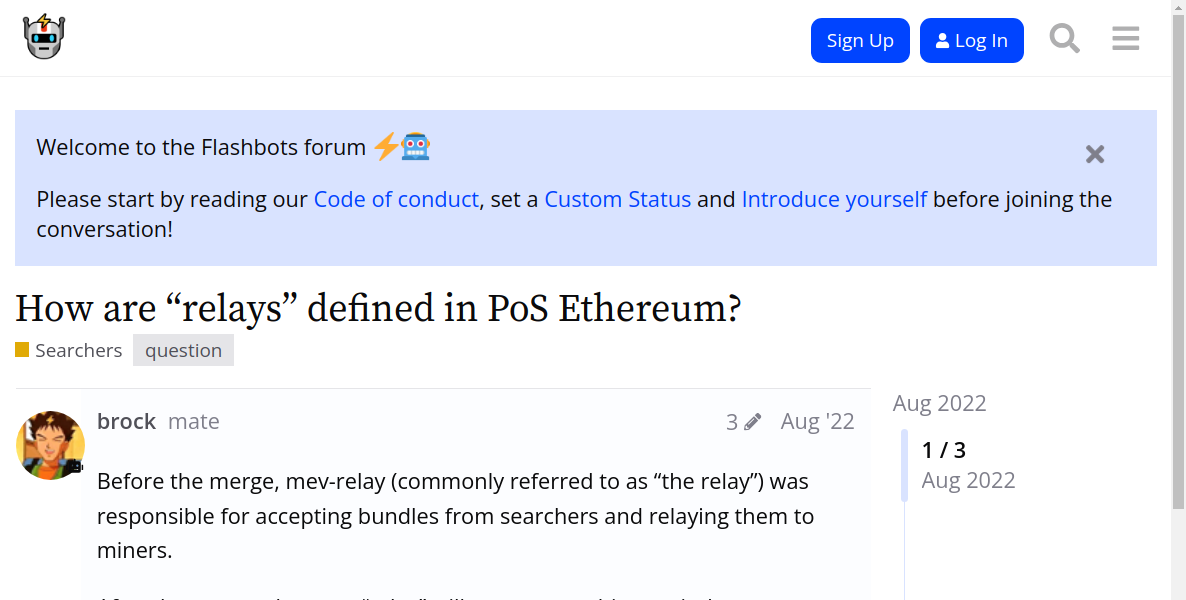 Sign Up
Log In
Welcome to the Flashbots forum
Please start by reading our Code of conduct, set a Custom Status and Introduce yourself before joining the
conversation!
How are “relays” defined in PoS Ethereum?
Searchers question
brock mate 3 Aug '22
Aug 2022
1 / 3
Aug 2022
Before the merge, mev-relay (commonly referred to as “the relay”) was
responsible for accepting bundles from searchers and relaying them to
miners.